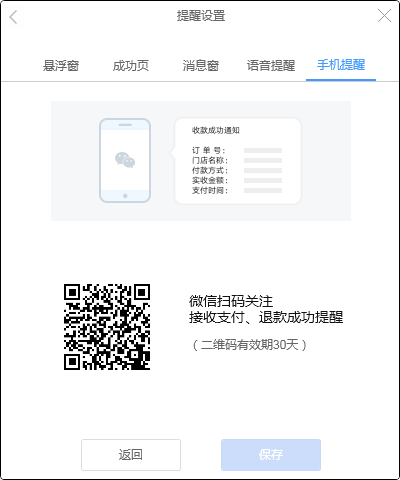 提醒设置
悬浮窗 成功页 消息窗 语音提醒 手机提醒
收款成功通知
订 单 号：
门店名称：
付款方式：
实收金额：
支付时间：
微信扫码关注
接收支付、退款成功提醒
（二维码有效期30天）
返回 保存